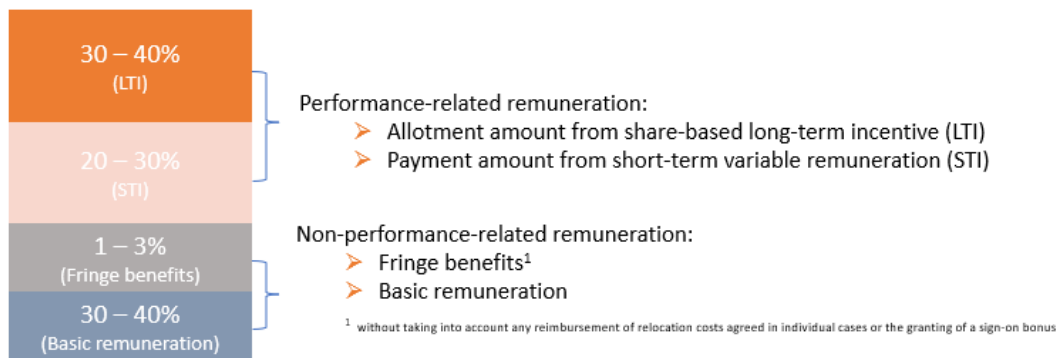 30 – 40%
(LTI)
20 – 30%
(STI)
1 – 3%
(Fringe benefits)
30 – 40%
(Basic remuneration)
Performance-related remuneration:
➢ Allotment amount from share-based long-term incentive (LTI)
➢ Payment amount from short-term variable remuneration (STI)
Non-performance-related remuneration:
➢ Fringe benefits¹
➢ Basic remuneration
¹ without taking into account any reimbursement of relocation costs agreed in individual cases or the granting of a sign-on bonus